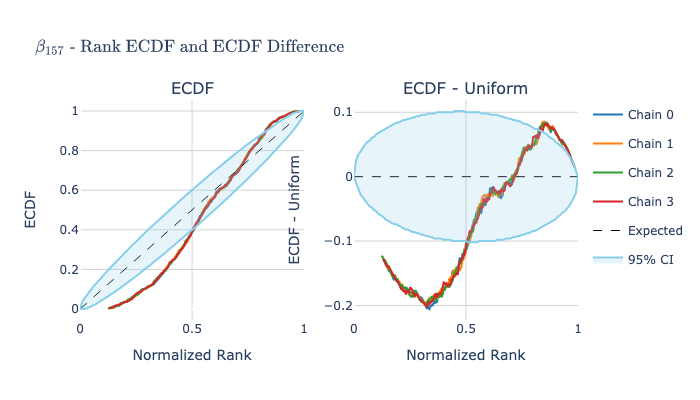 β157 - Rank ECDF and ECDF Difference
ECDF
ECDF - Uniform
ECDF
1
0.8
0.6
0.4
0.2
0
0
0.5
1
Normalized Rank
ECDF - Uniform
0.1
0
−0.1
−0.2
0
0.5
1
Normalized Rank
Chain 0
Chain 1
Chain 2
Chain 3
Expected
95% CI